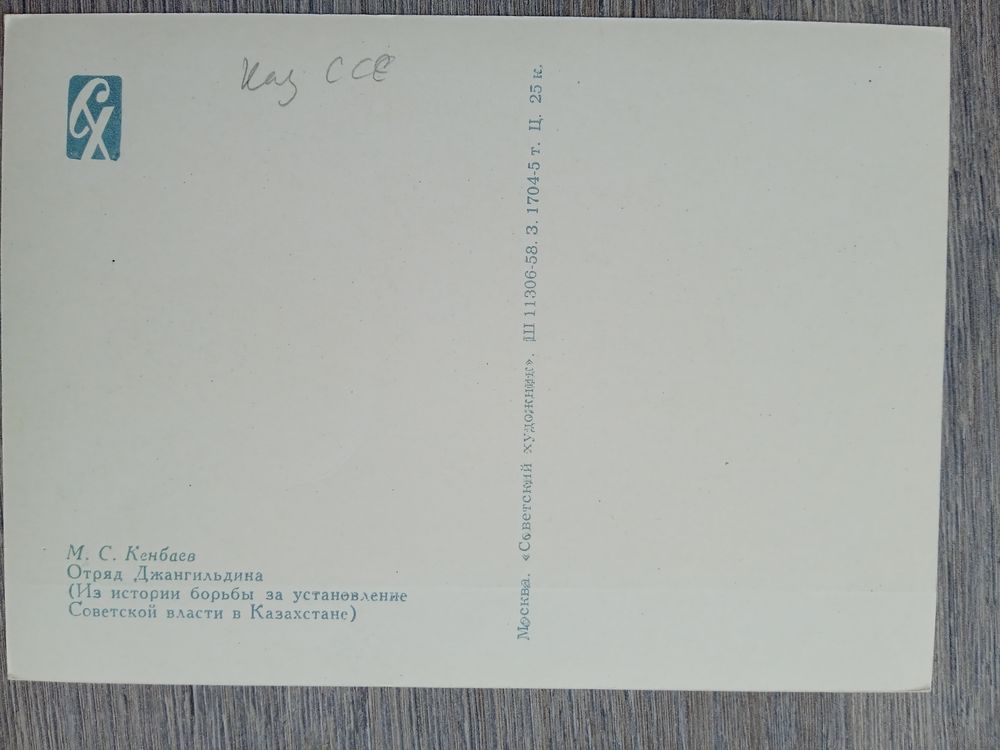 Каз ССР
СХ
М. С. Кенбаев
Отряд Джангильдина
(Из истории борьбы за установление
Советской власти в Казахстане)
Москва. «Советский художник». Ш 11306-58. З. 1704-5 т. Ц. 25 к.